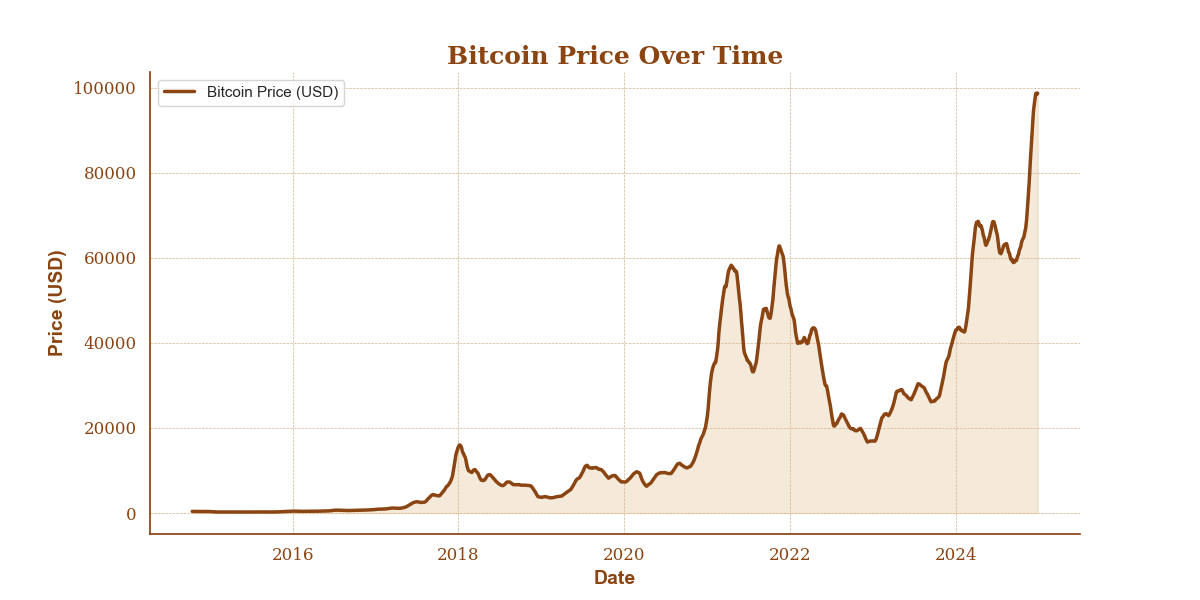 Bitcoin Price Over Time
Bitcoin Price (USD)
100000
80000
60000
40000
20000
0
Price (USD)
2016 2018 2020 2022 2024
Date